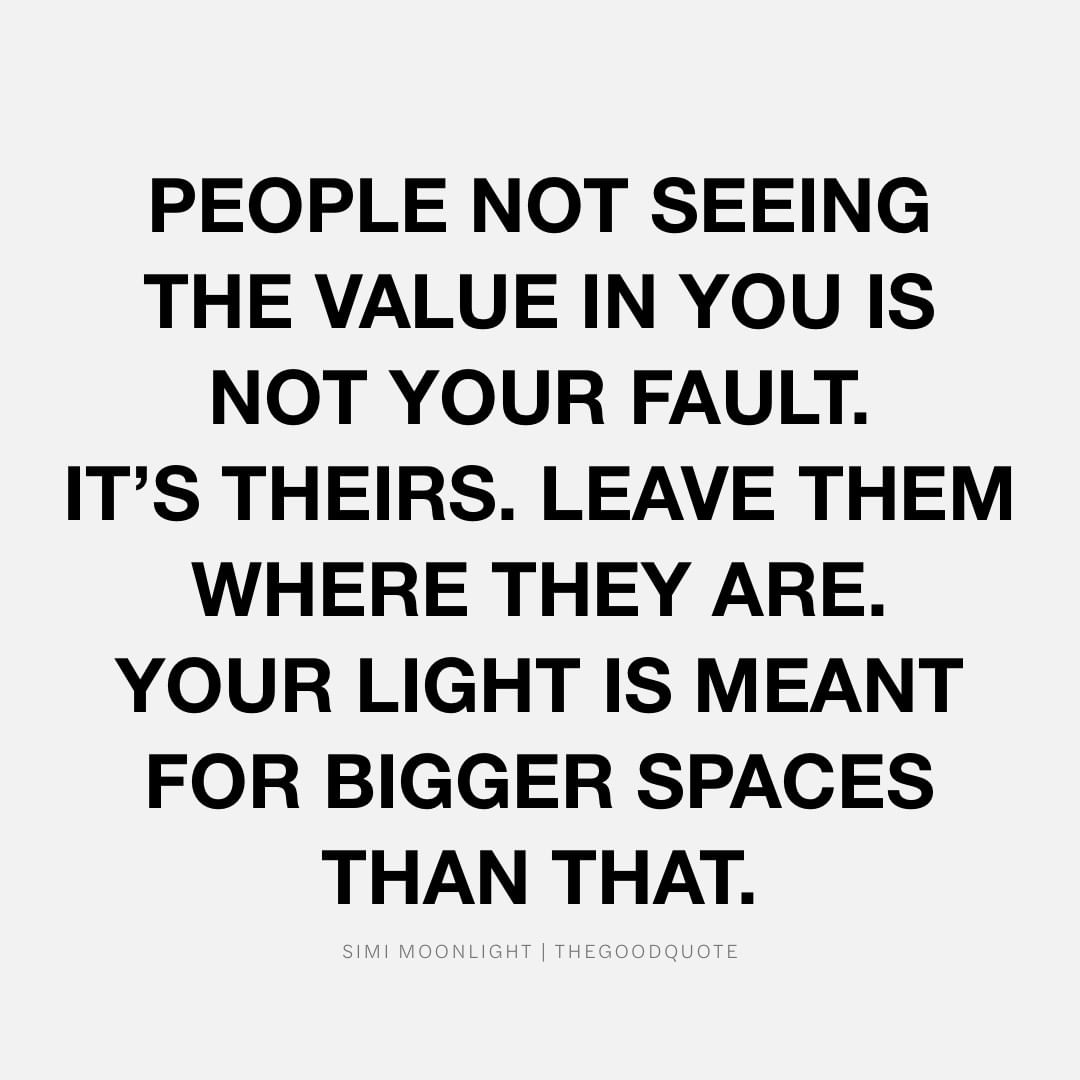 PEOPLE NOT SEEING
THE VALUE IN YOU IS
NOT YOUR FAULT.
IT’S THEIRS. LEAVE THEM
WHERE THEY ARE.
YOUR LIGHT IS MEANT
FOR BIGGER SPACES
THAN THAT.
SIMI MOONLIGHT | THEGOODQUOTE